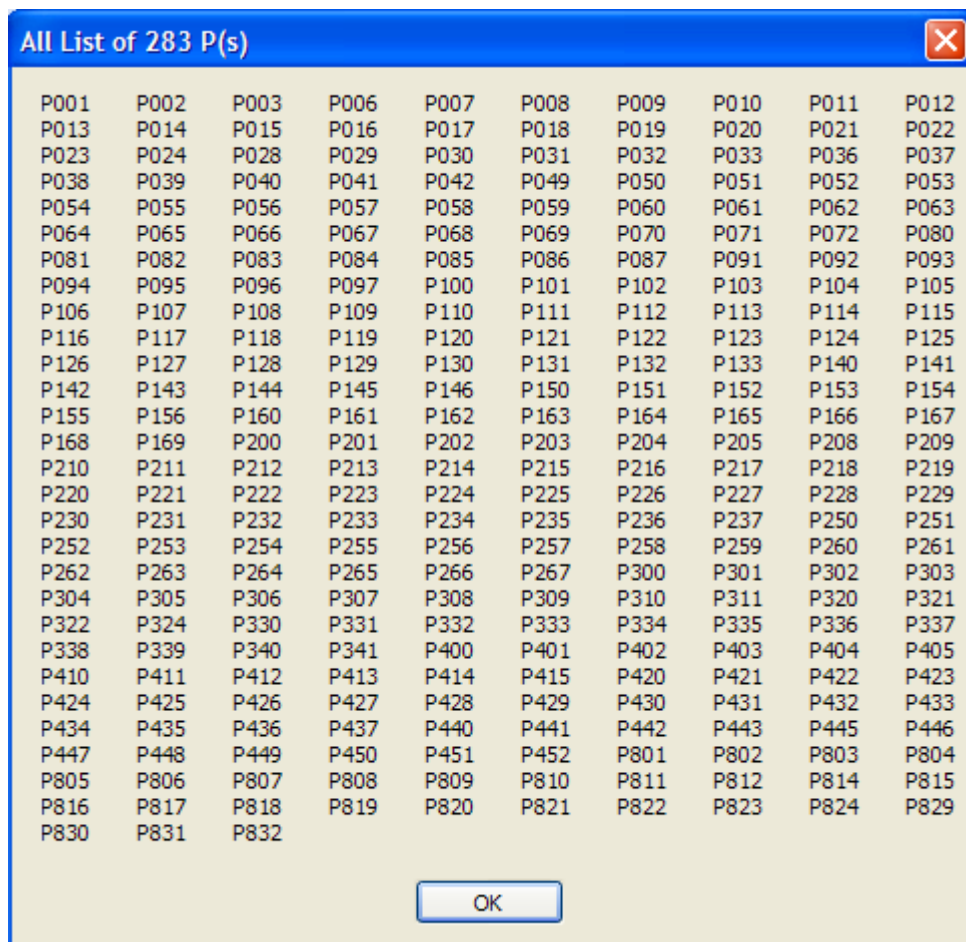 All List of 283 P(s)
P001 P002 P003 P006 P007 P008 P009 P010 P011 P012
P013 P014 P015 P016 P017 P018 P019 P020 P021 P022
P023 P024 P028 P029 P030 P031 P032 P033 P036 P037
P038 P039 P040 P041 P042 P049 P050 P051 P052 P053
P054 P055 P056 P057 P058 P059 P060 P061 P062 P063
P064 P065 P066 P067 P068 P069 P070 P071 P072 P080
P081 P082 P083 P084 P085 P086 P087 P091 P092 P093
P094 P095 P096 P097 P100 P101 P102 P103 P104 P105
P106 P107 P108 P109 P110 P111 P112 P113 P114 P115
P116 P117 P118 P119 P120 P121 P122 P123 P124 P125
P126 P127 P128 P129 P130 P131 P132 P133 P140 P141
P142 P143 P144 P145 P146 P150 P151 P152 P153 P154
P155 P156 P160 P161 P162 P163 P164 P165 P166 P167
P168 P169 P200 P201 P202 P203 P204 P205 P208 P209
P210 P211 P212 P213 P214 P215 P216 P217 P218 P219
P220 P221 P222 P223 P224 P225 P226 P227 P228 P229
P230 P231 P232 P233 P234 P235 P236 P237 P250 P251
P252 P253 P254 P255 P256 P257 P258 P259 P260 P261
P262 P263 P264 P265 P266 P267 P300 P301 P302 P303
P304 P305 P306 P307 P308 P309 P310 P311 P320 P321
P322 P324 P330 P331 P332 P333 P334 P335 P336 P337
P338 P339 P340 P341 P400 P401 P402 P403 P404 P405
P410 P411 P412 P413 P414 P415 P420 P421 P422 P423
P424 P425 P426 P427 P428 P429 P430 P431 P432 P433
P434 P435 P436 P437 P440 P441 P442 P443 P445 P446
P447 P448 P449 P450 P451 P452 P801 P802 P803 P804
P805 P806 P807 P808 P809 P810 P811 P812 P814 P815
P816 P817 P818 P819 P820 P821 P822 P823 P824 P829
P830 P831 P832
OK